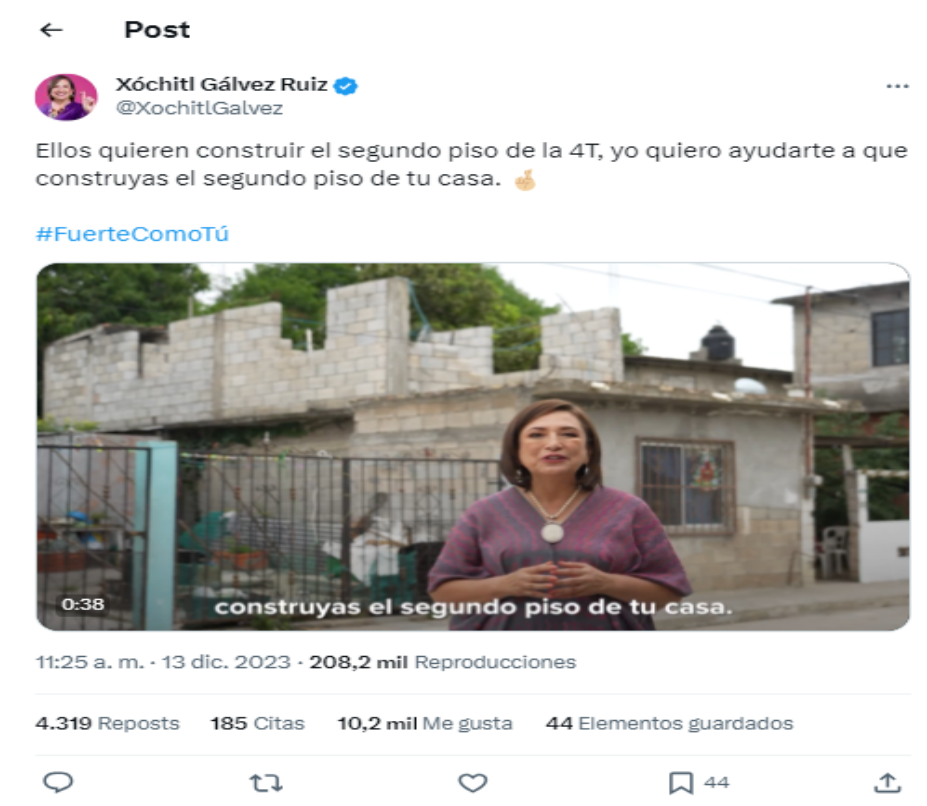 Post
Xóchitl Gálvez Ruiz
@XochitlGalvez
Ellos quieren construir el segundo piso de la 4T, yo quiero ayudarte a que
construyas el segundo piso de tu casa.
#FuerteComoTú
0:38
construyas el segundo piso de tu casa.
11:25 a. m. · 13 dic. 2023 · 208,2 mil Reproducciones
4.319 Reposts 185 Citas 10,2 mil Me gusta 44 Elementos guardados
44